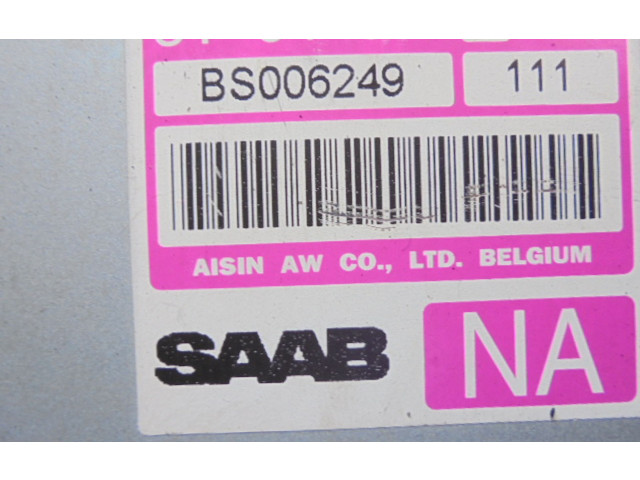 BS006249 111
AISIN AW CO., LTD. BELGIUM
SAAB NA